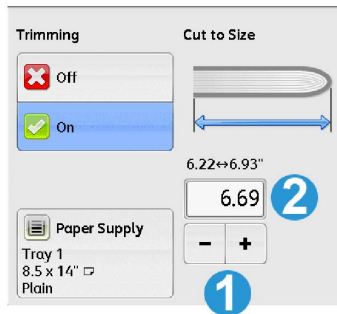 Trimming
Cut to Size
Off
On
6.22↔6.93"
6.69
2
- +
1
Paper Supply
Tray 1
8.5 x 14"
Plain